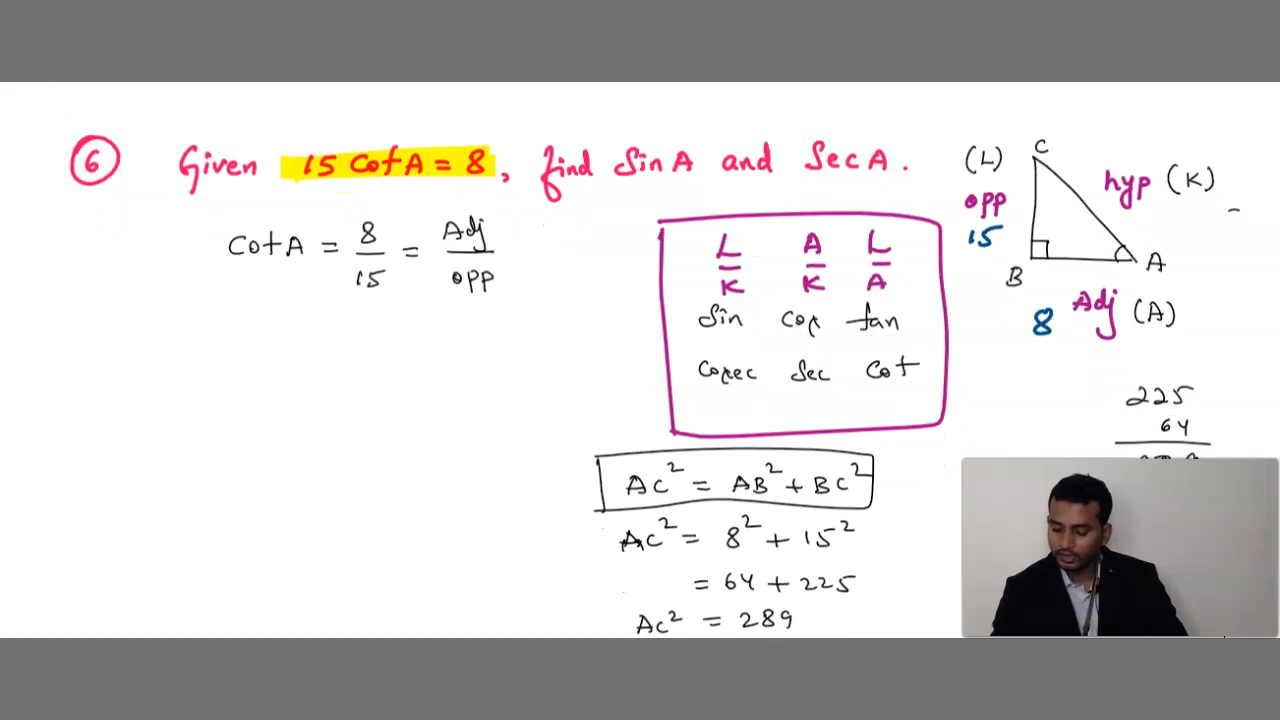 6 Given 15 Cot A = 8, find Sin A and Sec A.
Cot A = 8/15 = Adj/opp
L/K A/K L/A
Sin Cos tan
Cosec Sec Cot
C
(L)
opp
15
hyp (K)
B
A
8 Adj (A)
225
64
AC² = AB² + BC²
AC² = 8² + 15²
= 64 + 225
AC² = 289